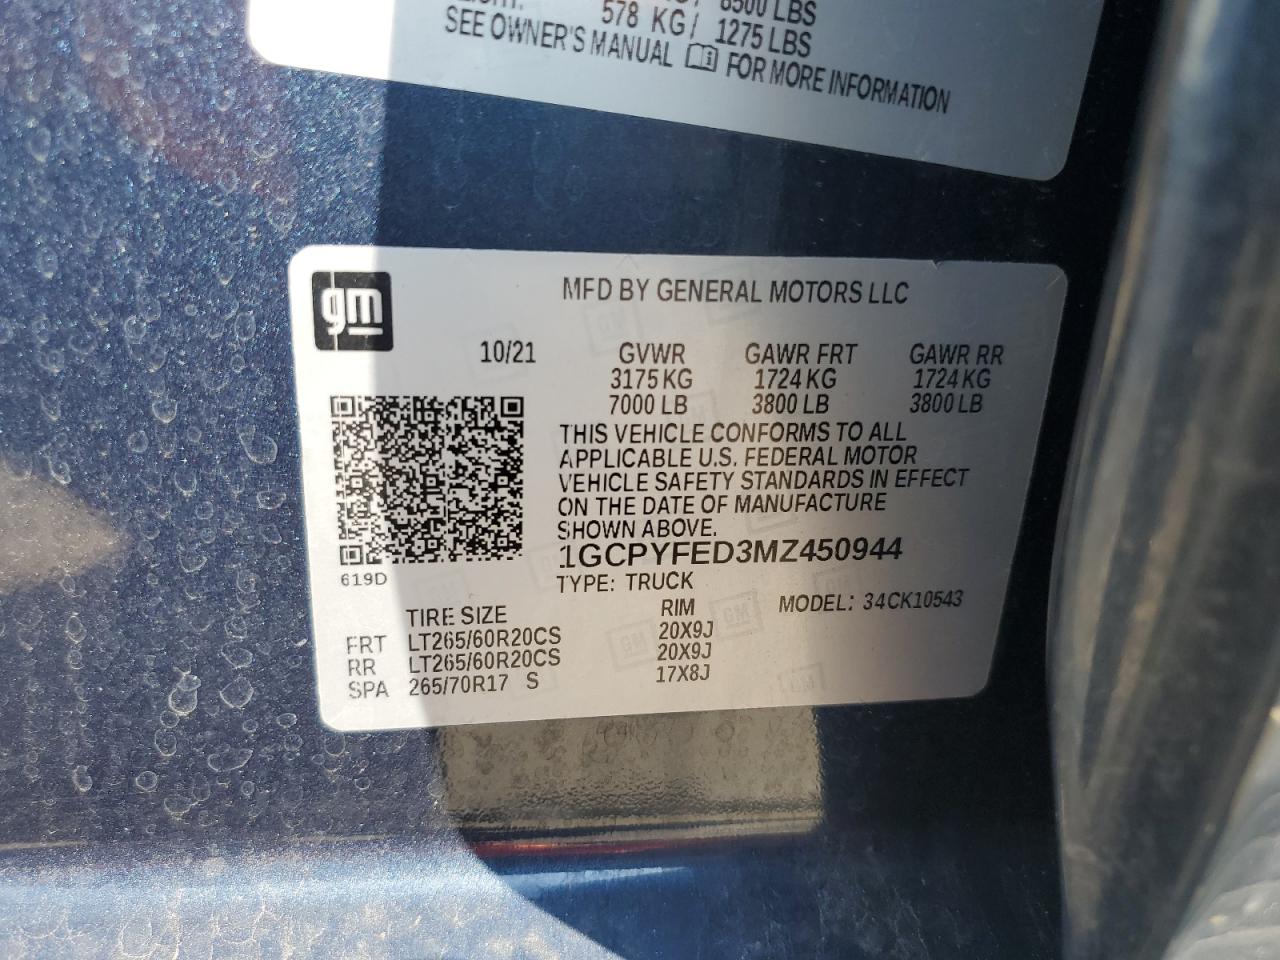 8500 LBS
578 KG / 1275 LBS
SEE OWNER'S MANUAL FOR MORE INFORMATION
gm
MFD BY GENERAL MOTORS LLC
10/21 GVWR GAWR FRT GAWR RR
3175 KG 1724 KG 1724 KG
7000 LB 3800 LB 3800 LB
THIS VEHICLE CONFORMS TO ALL
APPLICABLE U.S. FEDERAL MOTOR
VEHICLE SAFETY STANDARDS IN EFFECT
ON THE DATE OF MANUFACTURE
SHOWN ABOVE.
1GCPYFED3MZ450944
619D
TYPE: TRUCK
TIRE SIZE RIM MODEL: 34CK10543
FRT LT265/60R20CS 20X9J
RR LT265/60R20CS 20X9J
SPA 265/70R17 S 17X8J